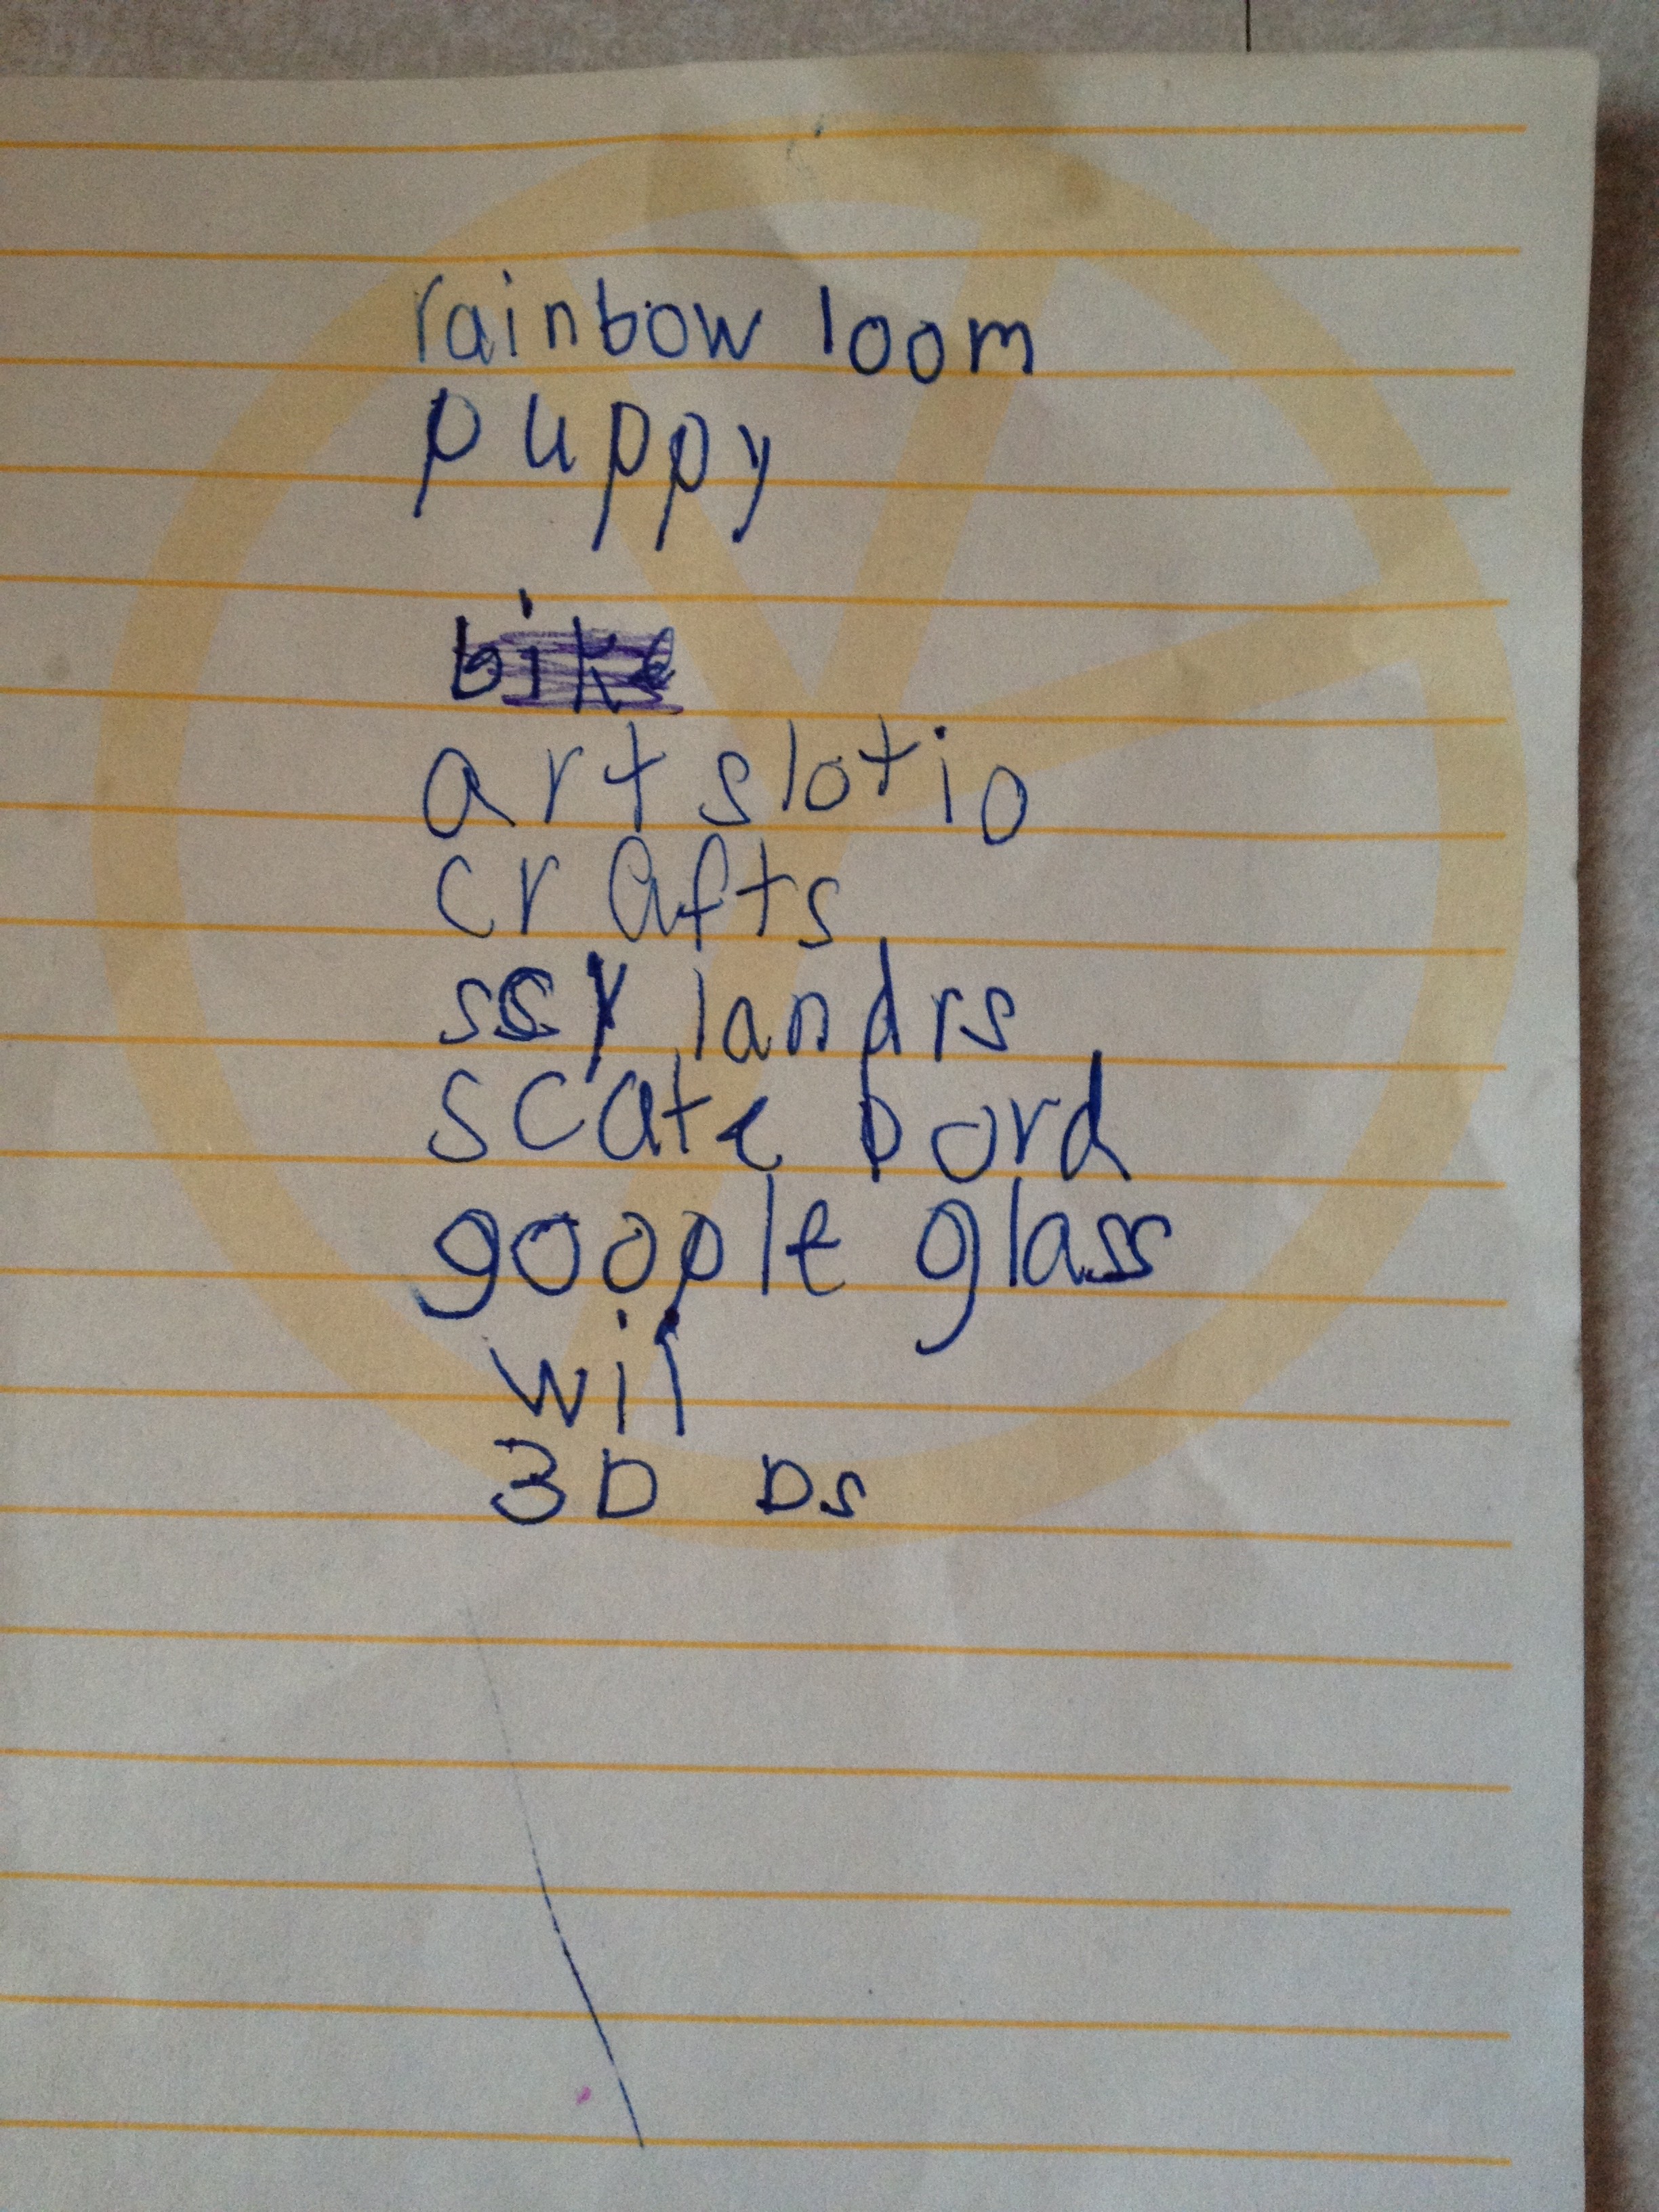 rainbow loom
puppy
bike
art slotio
crafts
ssy landrs
scate bord
goople glass
wii
3D Ds